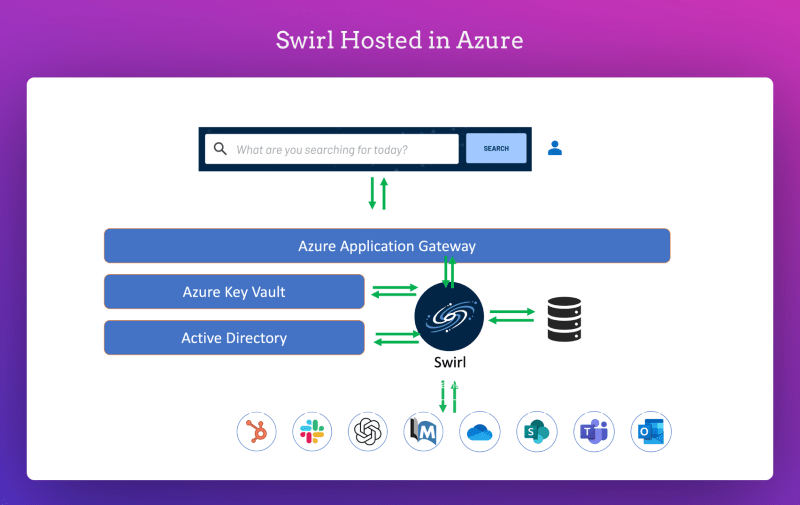 Swirl Hosted in Azure
What are you searching for today?
SEARCH
Azure Application Gateway
Azure Key Vault
Active Directory
Swirl
M
S
T
O